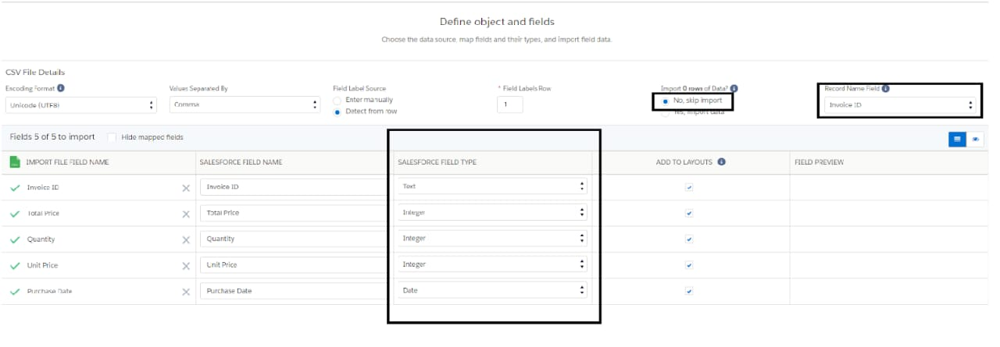 Define object and fields
Choose the data source, map fields and their types, and import field data.
CSV File Details
Encoding Format
Values Separated By
Field Label Source
* Field Labels Row
Import 0 rows of Data?
Record Name Field
Unicode (UTF8)
Comma
Enter manually
Detect from row
1
No, skip import
Yes, import data
Invoice ID
Fields 5 of 5 to import
Hide mapped fields
IMPORT FILE FIELD NAME SALESFORCE FIELD NAME SALESFORCE FIELD TYPE ADD TO LAYOUTS FIELD PREVIEW
Invoice ID Invoice ID Text
Total Price Total Price Integer
Quantity Quantity Integer
Unit Price Unit Price Integer
Purchase Date Purchase Date Date